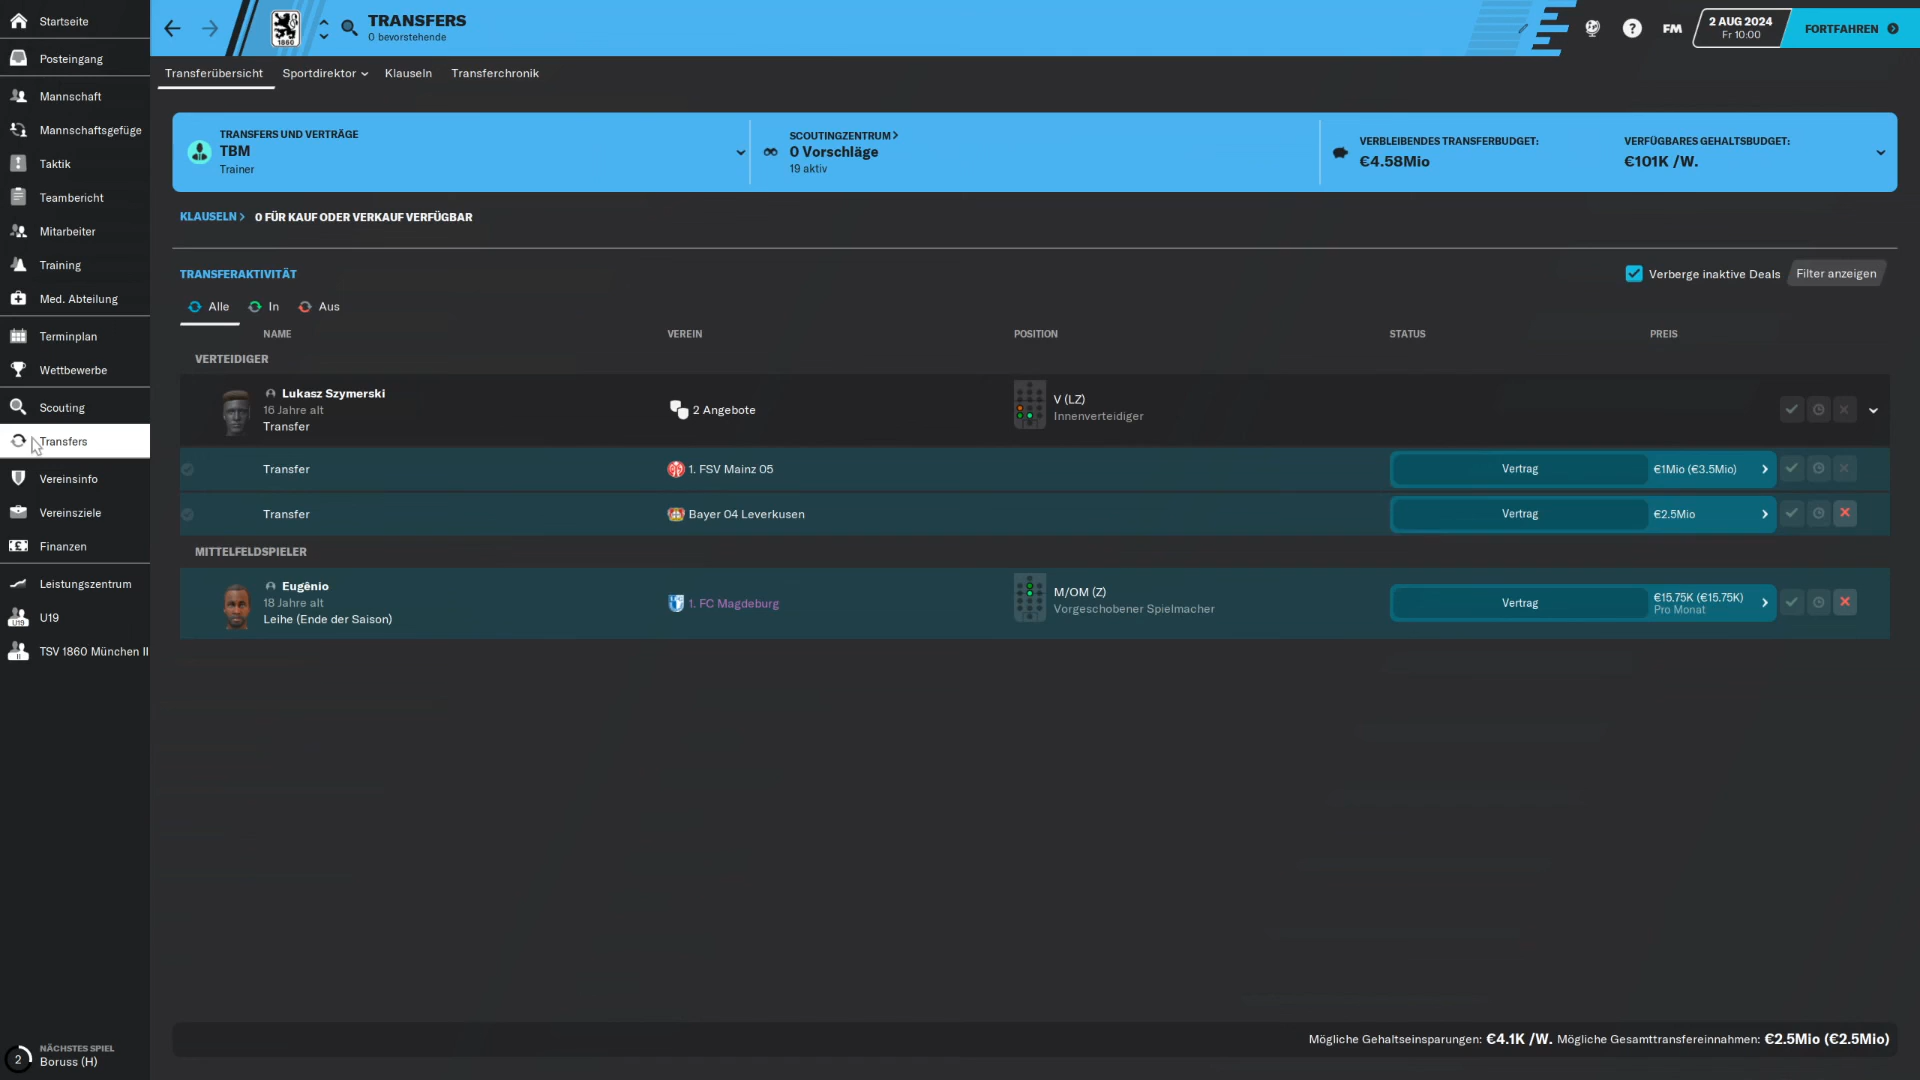 Startseite
Posteingang
Mannschaft
Mannschaftsgefüge
Taktik
Teambericht
Mitarbeiter
Training
Med. Abteilung
Terminplan
Wettbewerbe
Scouting
Transfers
Vereinsinfo
Vereinsziele
Finanzen
Leistungszentrum
U19
TSV 1860 München II
2
NÄCHSTES SPIEL
Boruss (H)
1860
TRANSFERS
0 bevorstehende
?
FM
2 AUG 2024
Fr 10:00
FORTFAHREN
Transferübersicht Sportdirektor Klauseln Transferchronik
TRANSFERS UND VERTRÄGE
TBM
Trainer
SCOUTINGZENTRUM
0 Vorschläge
19 aktiv
VERBLEIBENDES TRANSFERBUDGET:
€4.58Mio
VERFÜGBARES GEHALTSBUDGET:
€101K /W.
KLAUSELN 0 FÜR KAUF ODER VERKAUF VERFÜGBAR
TRANSFERAKTIVITÄT
Verberge inaktive Deals
Filter anzeigen
Alle In Aus
NAME VEREIN POSITION STATUS PREIS
VERTEIDIGER
Lukasz Szymerski
16 Jahre alt
Transfer
2 Angebote
V (LZ)
Innenverteidiger
Transfer 1. FSV Mainz 05 Vertrag €1Mio (€3.5Mio)
Transfer Bayer 04 Leverkusen Vertrag €2.5Mio
MITTELFELDSPIELER
Eugênio
18 Jahre alt
Leihe (Ende der Saison)
1. FC Magdeburg
M/OM (Z)
Vorgeschobener Spielmacher
Vertrag
€15.75K (€15.75K)
Pro Monat
Mögliche Gehaltseinsparungen: €4.1K /W. Mögliche Gesamttransfereinnahmen: €2.5Mio (€2.5Mio)